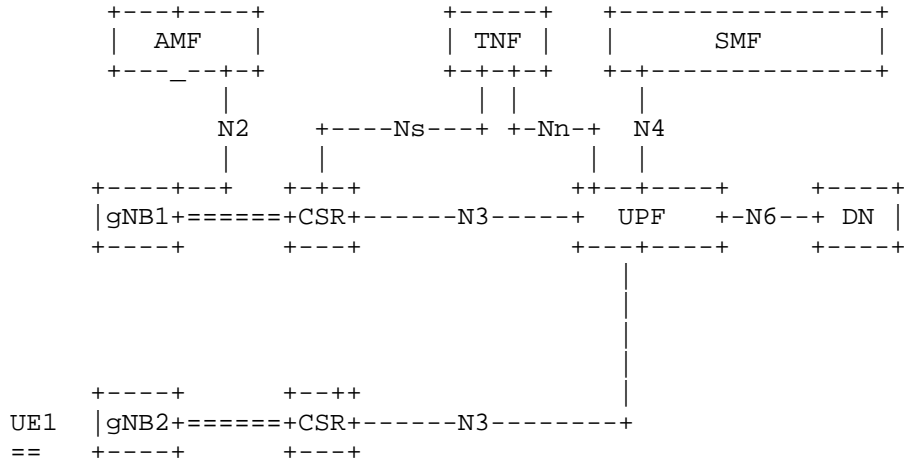 AMF TNF SMF
N2 Ns Nn N4
gNB1 CSR N3 UPF N6 DN
UE1 gNB2 CSR N3
==